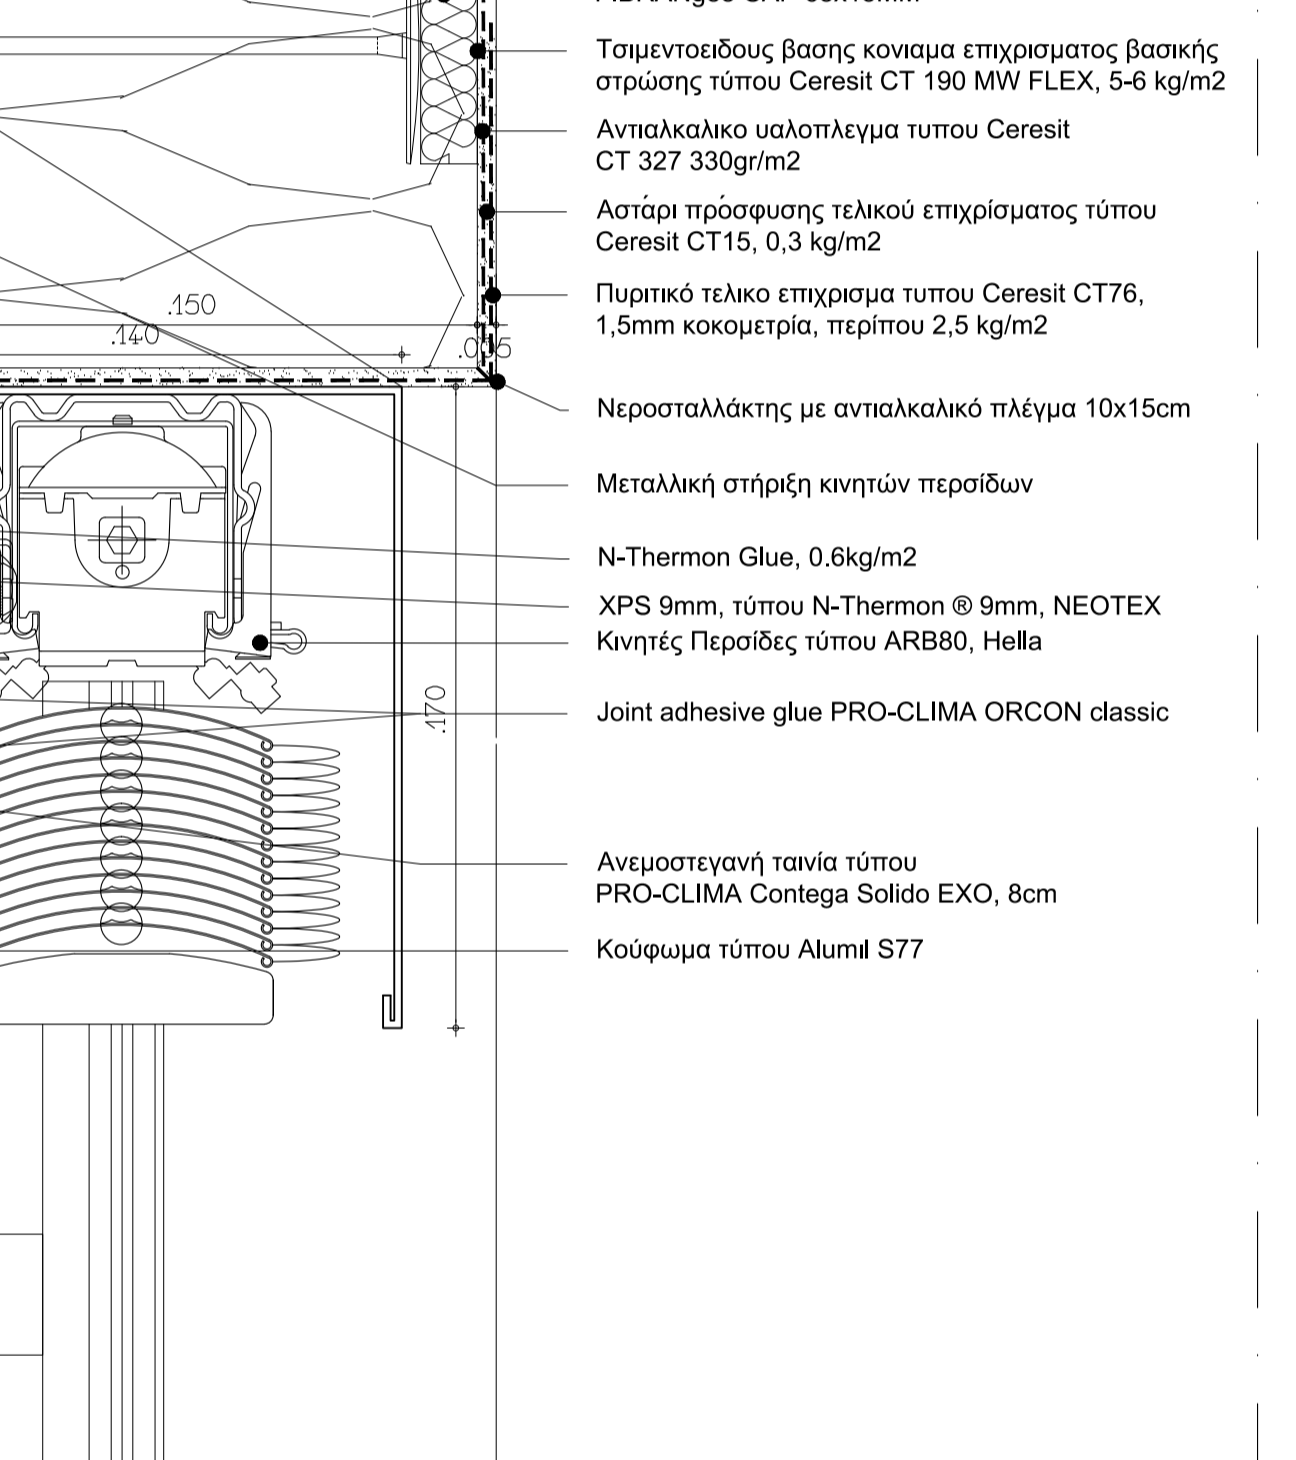 Τσιμεντοειδους βασης κονιαμα επιχρισματος βασικής
στρώσης τύπου Ceresit CT 190 MW FLEX, 5-6 kg/m2
Αντιαλκαλικο υαλοπλεγμα τυπου Ceresit
CT 327 330gr/m2
Αστάρι πρόσφυσης τελικού επιχρίσματος τύπου
Ceresit CT15, 0,3 kg/m2
Πυριτικό τελικο επιχρισμα τυπου Ceresit CT76,
.150
1,5mm κοκομετρία, περίπου 2,5 kg/m2
.140
.005
Νεροσταλλάκτης με αντιαλκαλικό πλέγμα 10x15cm
Μεταλλική στήριξη κινητών περσίδων
N-Thermon Glue, 0.6kg/m2
XPS 9mm, τύπου N-Thermon ® 9mm, NEOTEX
Κινητές Περσίδες τύπου ARB80, Hella
.170
Joint adhesive glue PRO-CLIMA ORCON classic
Ανεμοστεγανή ταινία τύπου
PRO-CLIMA Contega Solido EXO, 8cm
Κούφωμα τύπου Alumil S77